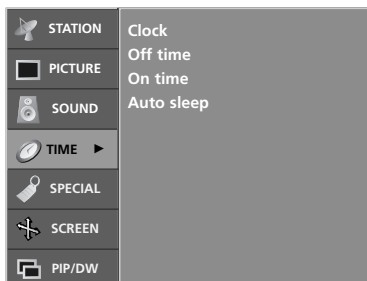 STATION
PICTURE
SOUND
TIME ►
SPECIAL
SCREEN
PIP/DW
Clock
Off time
On time
Auto sleep